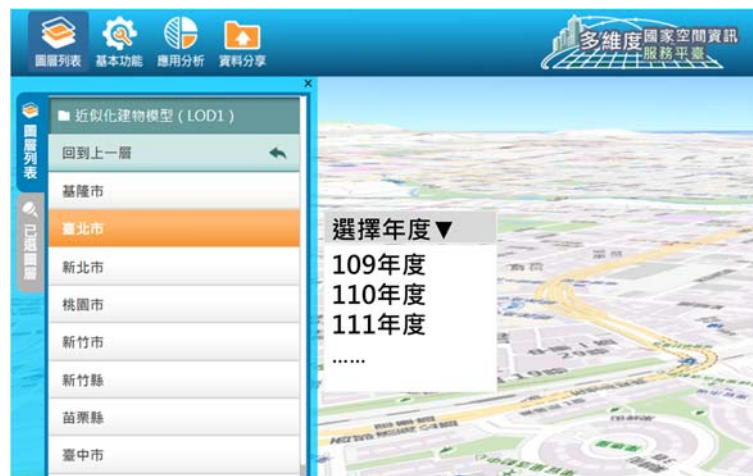 圖層列表 基本功能 應用分析 資料分享
多維度國家空間資訊
服務平臺
×
圖層列表
已選圖層
近似化建物模型(LOD1)
回到上一層
基隆市
臺北市
新北市
桃園市
新竹市
新竹縣
苗栗縣
臺中市
選擇年度▼
109年度
110年度
111年度
......